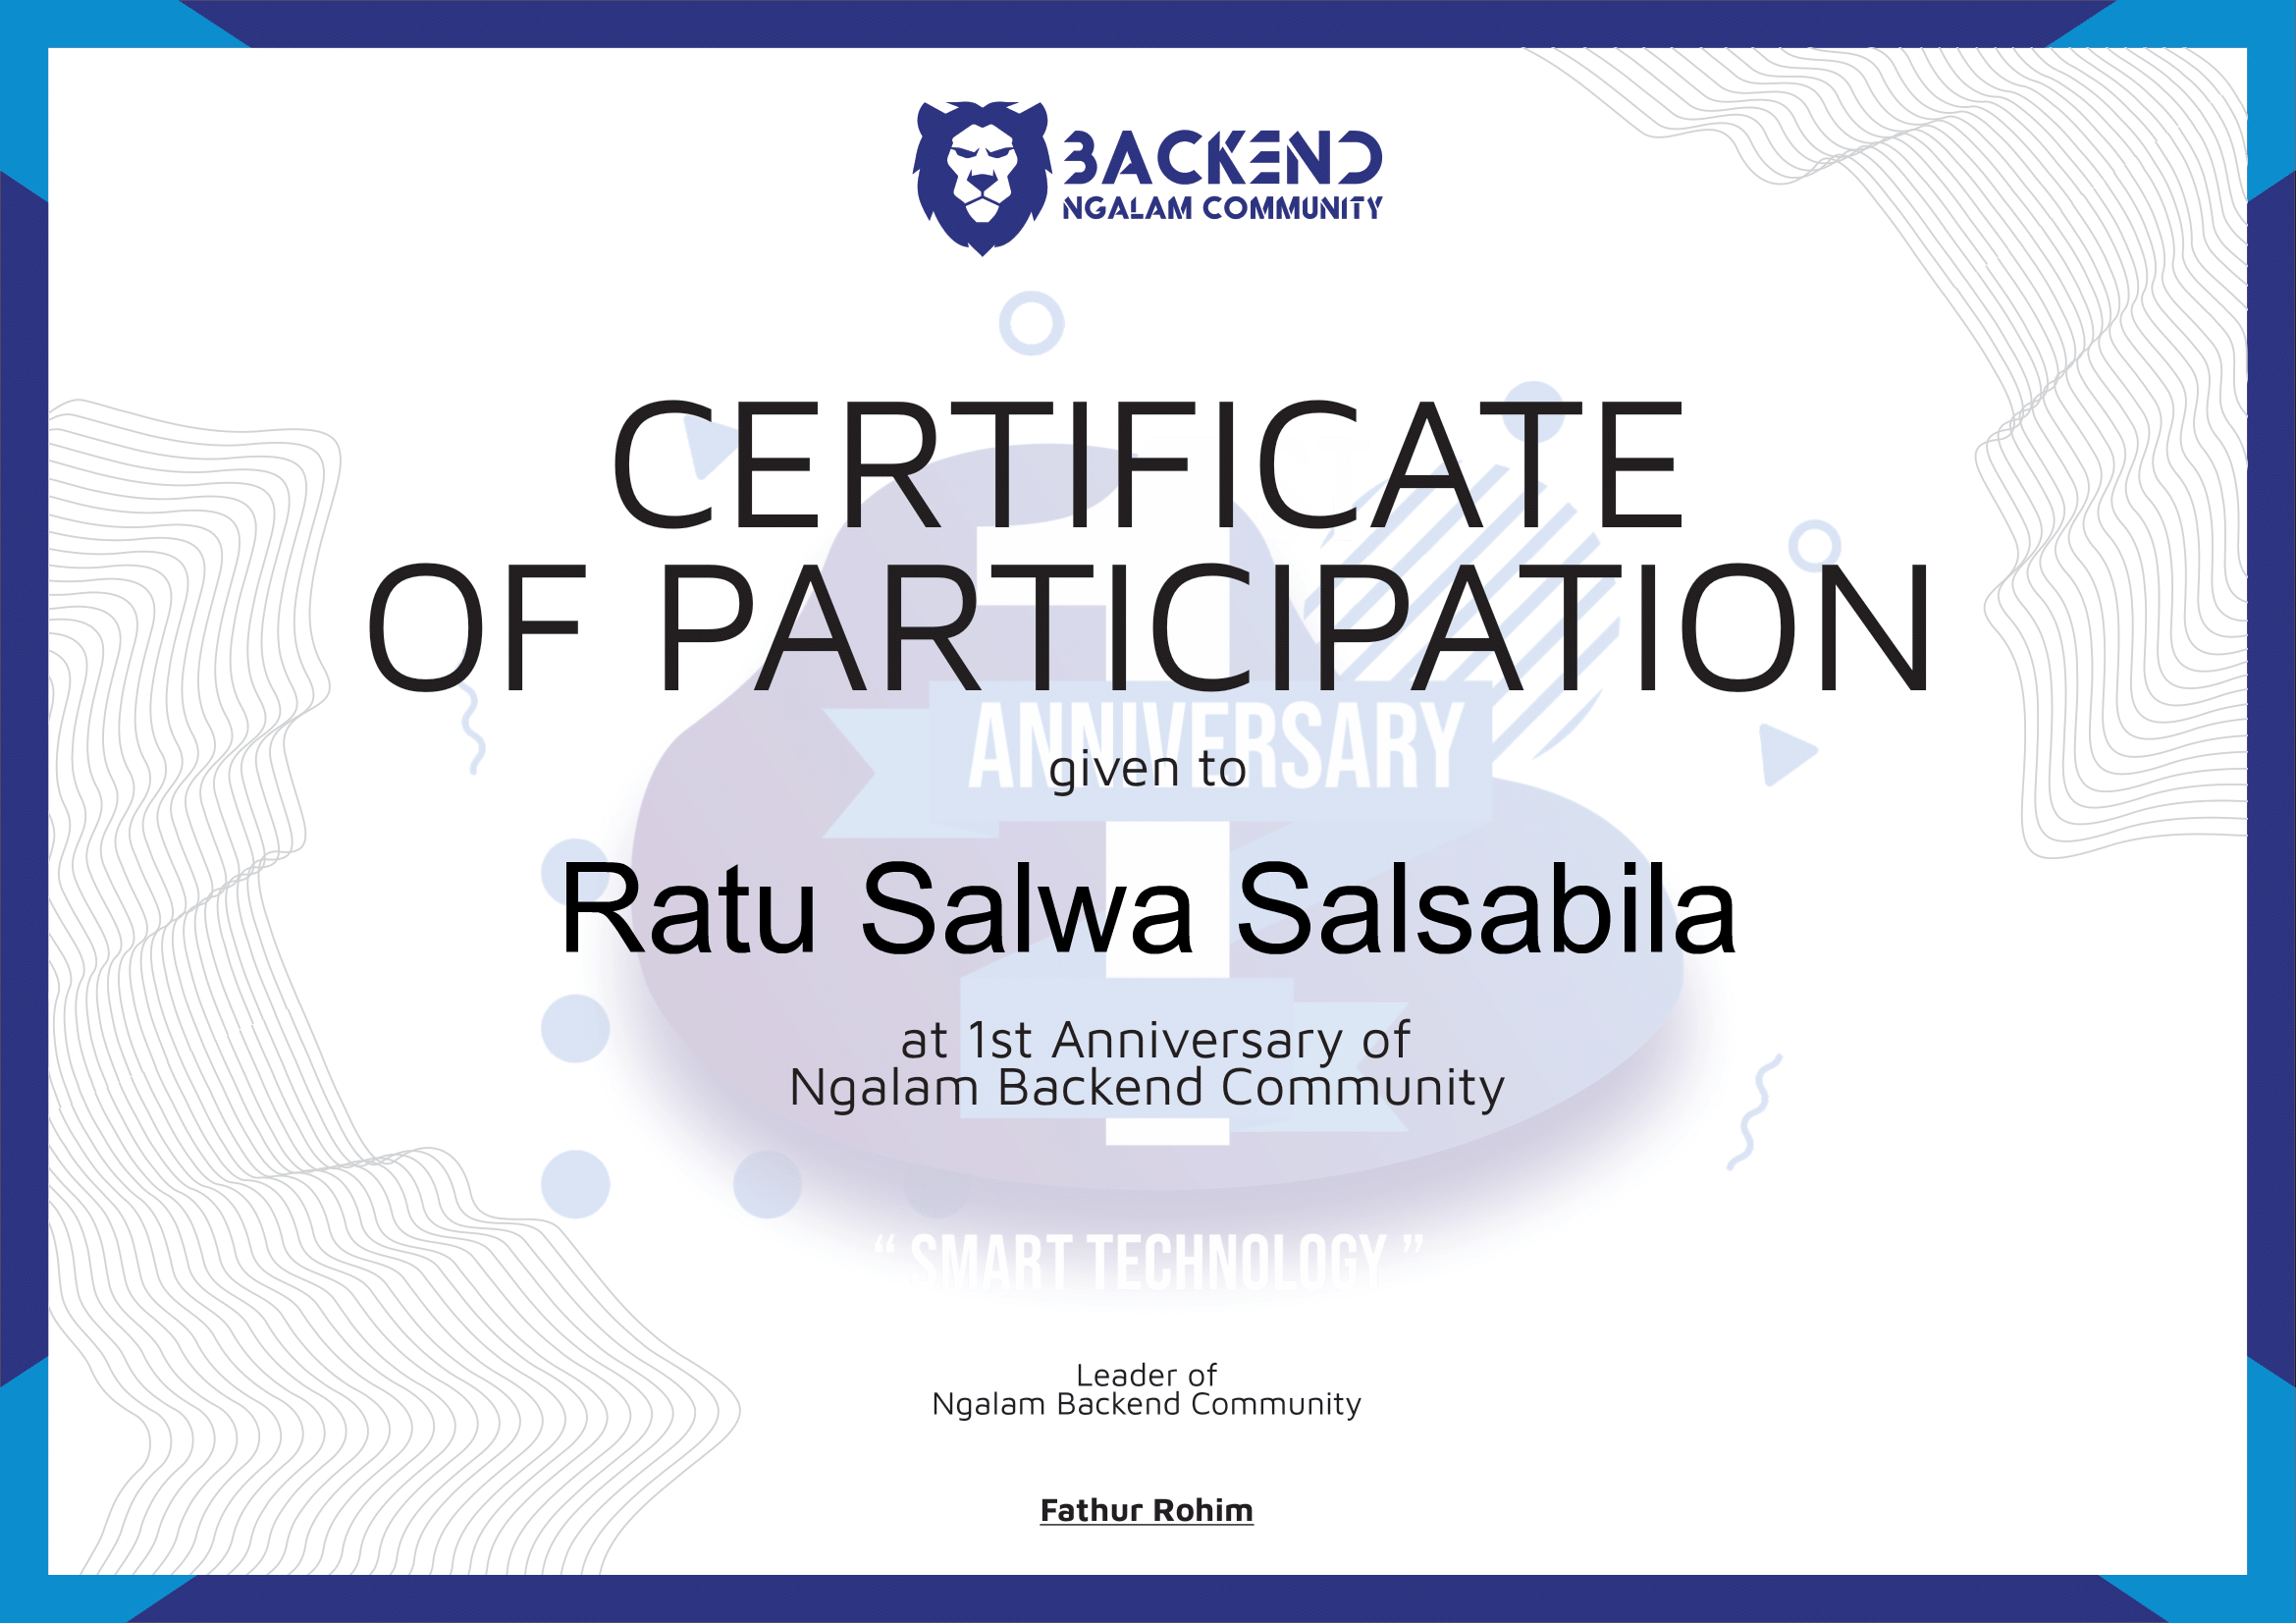 BACKEND
NGALAM COMMUNITY
CERTIFICATE
OF PARTICIPATION
ANNIVERSARY
given to
Ratu Salwa Salsabila
at 1st Anniversary of
Ngalam Backend Community
“ SMART TECHNOLOGY ”
Leader of
Ngalam Backend Community
Fathur Rohim